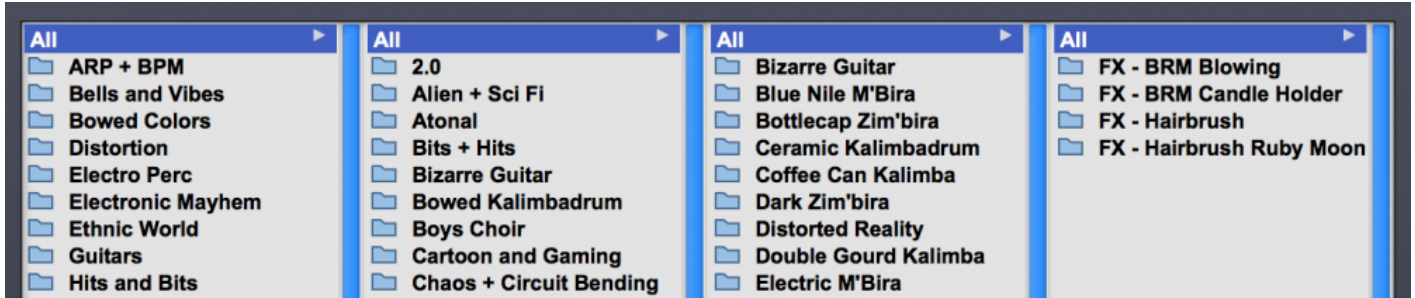 All
ARP + BPM
Bells and Vibes
Bowed Colors
Distortion
Electro Perc
Electronic Mayhem
Ethnic World
Guitars
Hits and Bits
All
2.0
Alien + Sci Fi
Atonal
Bits + Hits
Bizarre Guitar
Bowed Kalimbadrum
Boys Choir
Cartoon and Gaming
Chaos + Circuit Bending
All
Bizarre Guitar
Blue Nile M'Bira
Bottlecap Zim'bira
Ceramic Kalimbadrum
Coffee Can Kalimba
Dark Zim'bira
Distorted Reality
Double Gourd Kalimba
Electric M'Bira
All
FX - BRM Blowing
FX - BRM Candle Holder
FX - Hairbrush
FX - Hairbrush Ruby Moon